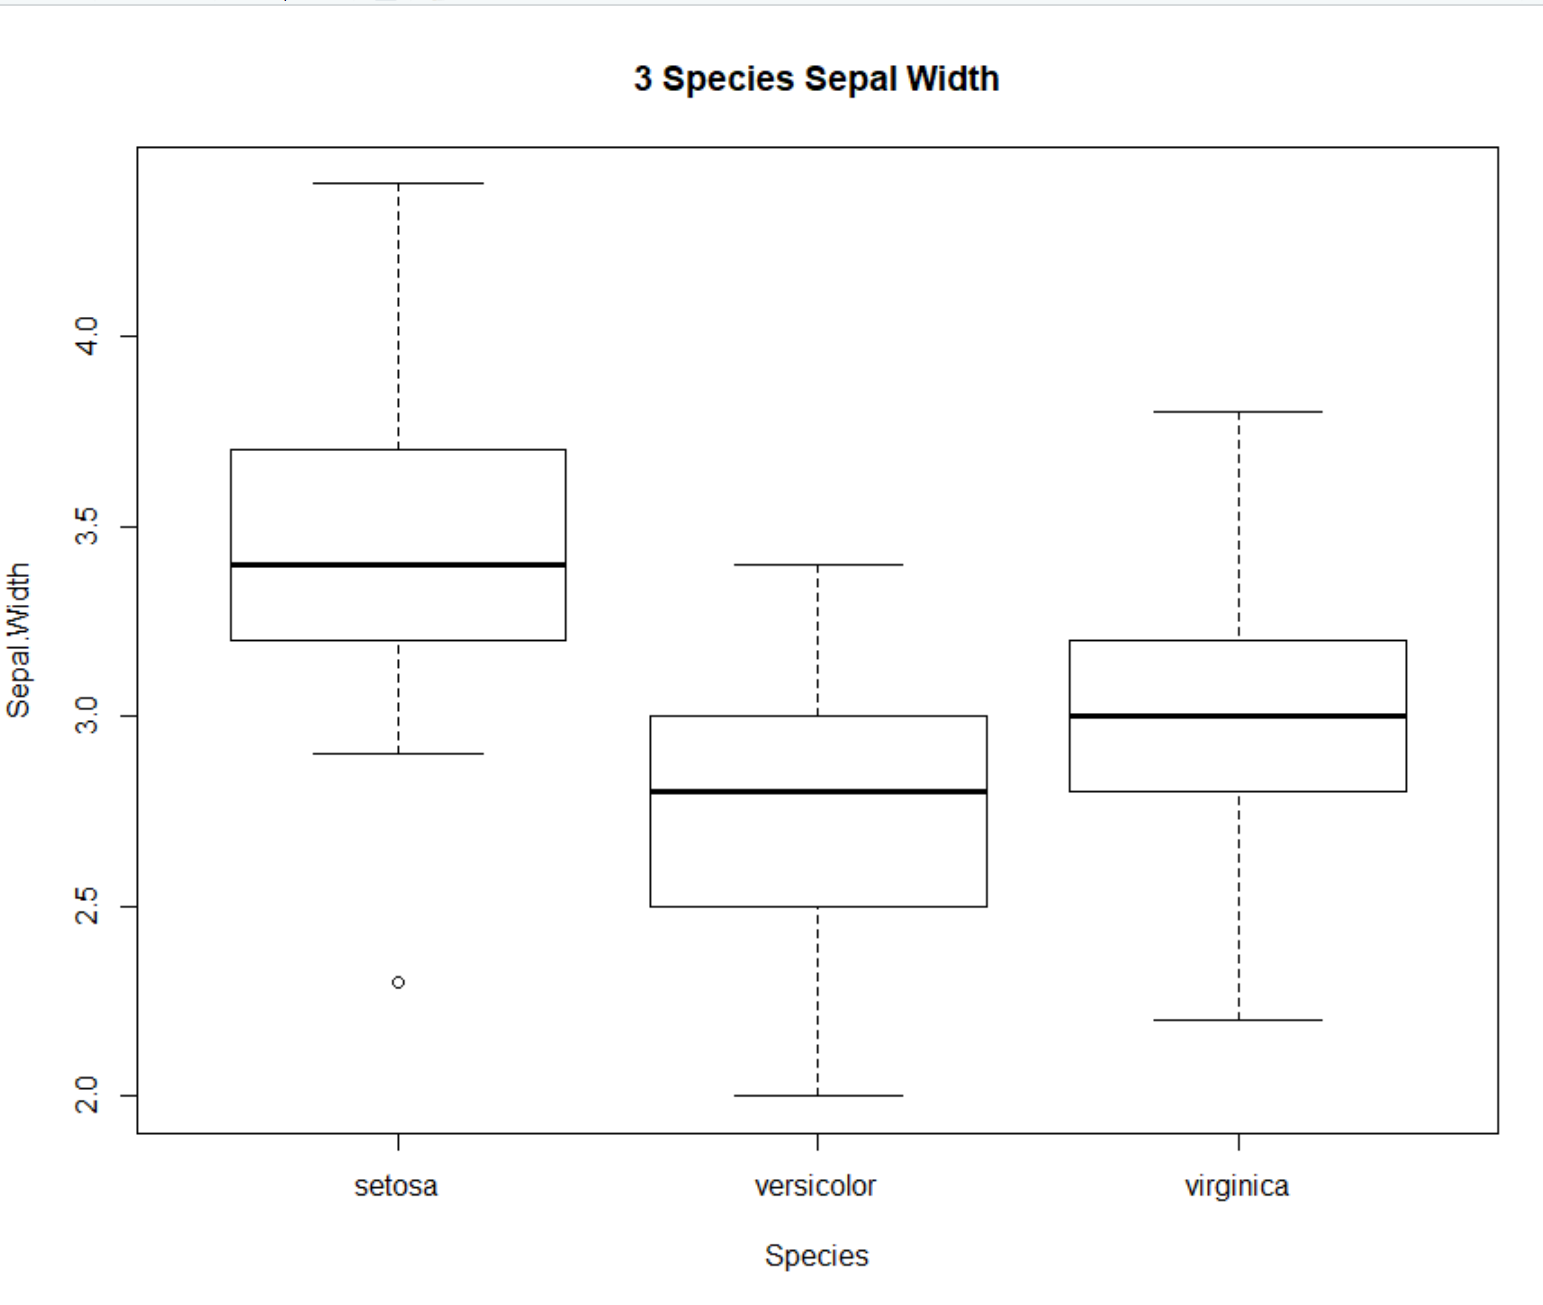 3 Species Sepal Width
Sepal.Width
4.0
3.5
3.0
2.5
2.0
setosa versicolor virginica
Species